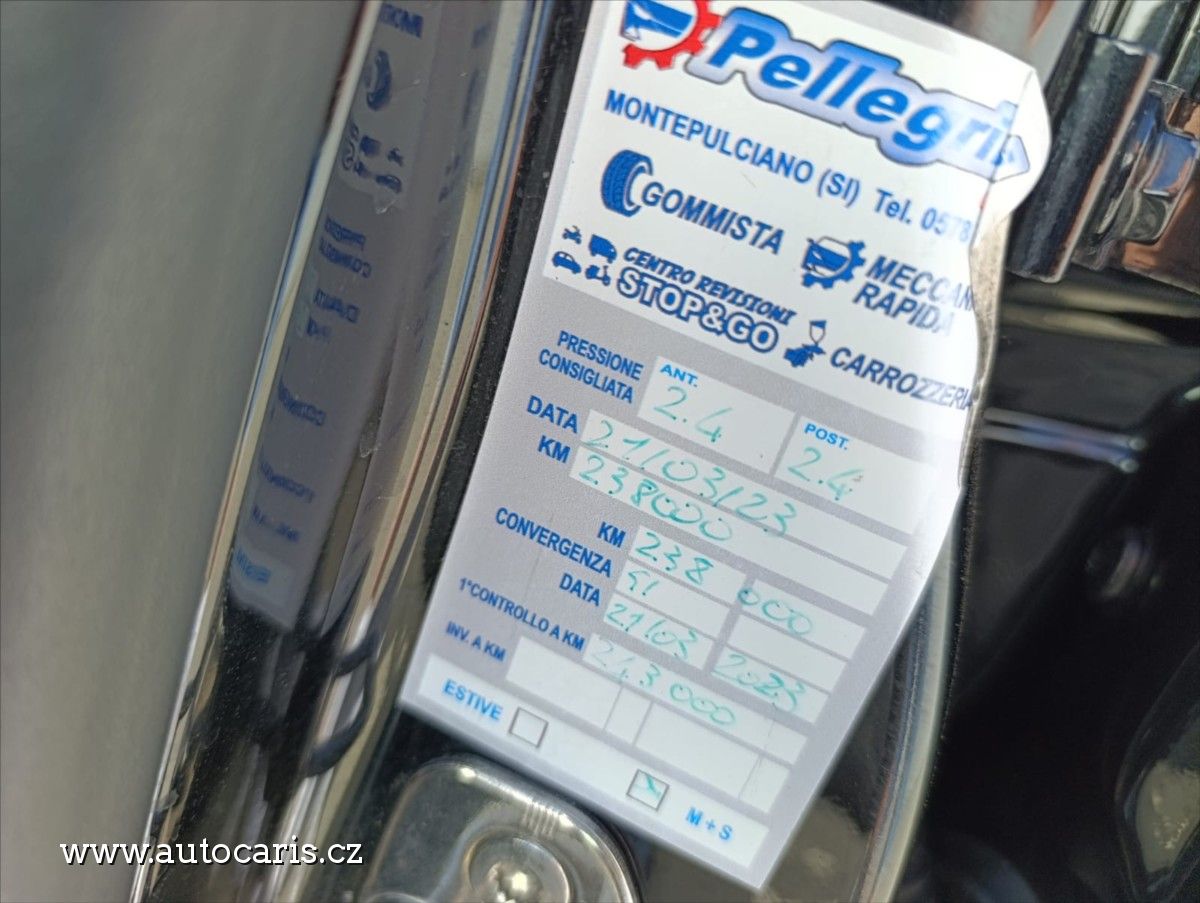 Pellegri
MONTEPULCIANO (SI) Tel. 0578
GOMMISTA
MECCAN
RAPIDA
CENTRO REVISIONI
STOP&GO
CARROZZERIA
PRESSIONE CONSIGLIATA ANT. 2.4 POST. 2.4
DATA 21/03/23
KM 238000
KM 238 000
CONVERGENZA SI
DATA 21/03 2023
1°CONTROLLO A KM 243 000
INV. A KM
ESTIVE
M + S
www.autocaris.cz